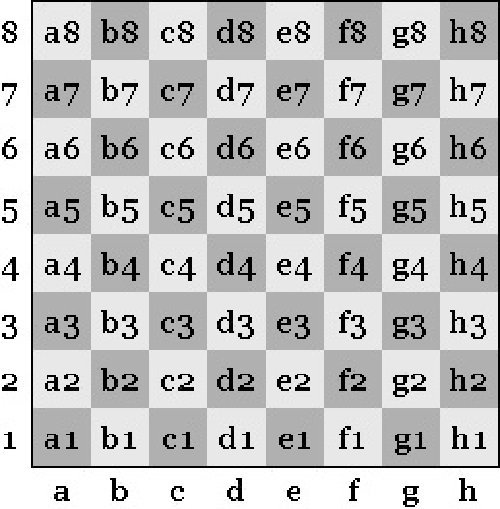 8 a8 b8 c8 d8 e8 f8 g8 h8
7 a7 b7 c7 d7 e7 f7 g7 h7
6 a6 b6 c6 d6 e6 f6 g6 h6
5 a5 b5 c5 d5 e5 f5 g5 h5
4 a4 b4 c4 d4 e4 f4 g4 h4
3 a3 b3 c3 d3 e3 f3 g3 h3
2 a2 b2 c2 d2 e2 f2 g2 h2
1 a1 b1 c1 d1 e1 f1 g1 h1
a b c d e f g h